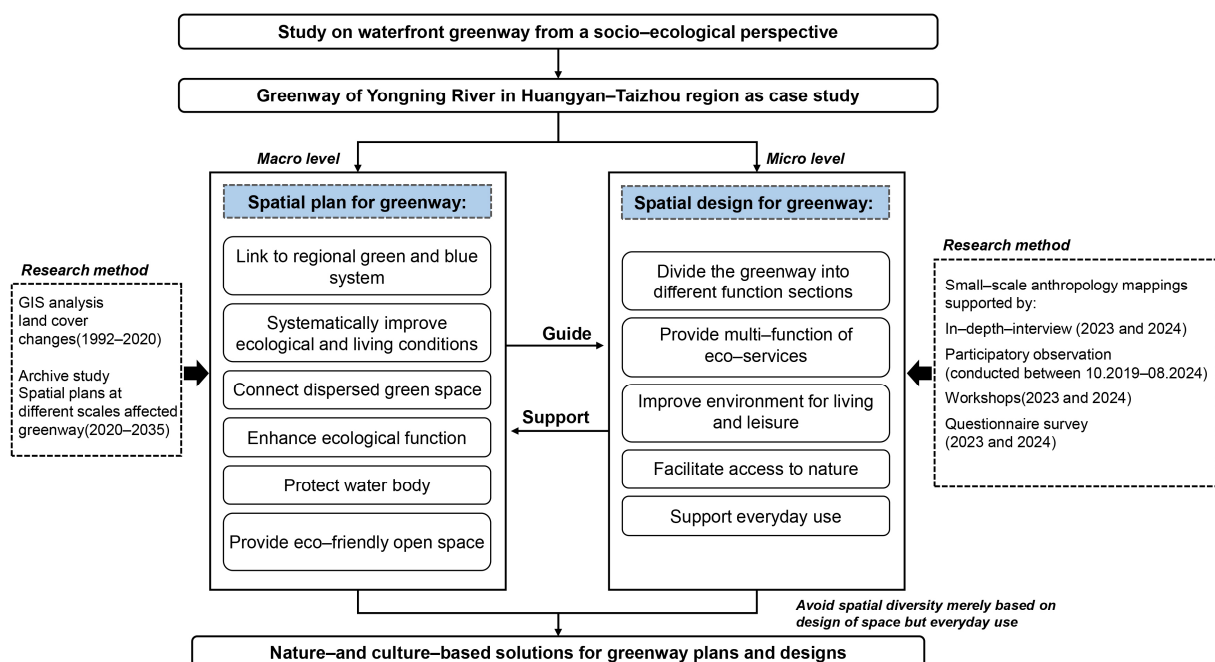 Study on waterfront greenway from a socio–ecological perspective
Greenway of Yongning River in Huangyan–Taizhou region as case study
Macro level
Micro level
Spatial plan for greenway:
Link to regional green and blue
system
Systematically improve
ecological and living conditions
Connect dispersed green space
Enhance ecological function
Protect water body
Provide eco–friendly open space
Research method
GIS analysis
land cover
changes(1992–2020)
Archive study
Spatial plans at
different scales affected
greenway(2020–2035)
Guide
Support
Spatial design for greenway:
Divide the greenway into
different function sections
Provide multi–function of
eco–services
Improve environment for living
and leisure
Facilitate access to nature
Support everyday use
Research method
Small–scale anthropology mappings
supported by:
In–depth–interview (2023 and 2024)
Participatory observation
(conducted between 10.2019–08.2024)
Workshops(2023 and 2024)
Questionnaire survey
(2023 and 2024)
Avoid spatial diversity merely based on
design of space but everyday use
Nature–and culture–based solutions for greenway plans and designs